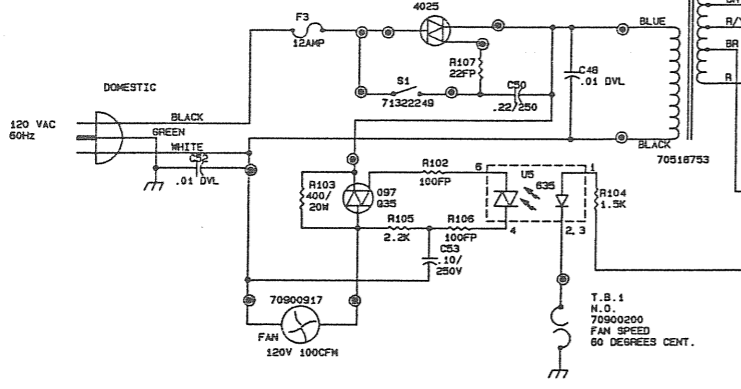 4025
F3
12AMP
BLUE
R/Y
BR
R
R107
22FP
S1
71322249
C50
.22/250
C48
.01 DVL
DOMESTIC
120 VAC
60Hz
BLACK
GREEN
WHITE
C52
.01 DVL
BLACK
70518753
R102
100FP
6
U5
635
1
R104
1.5K
R103
400/
20W
Q97
Q35
R105
2.2K
R106
100FP
4
2,3
C53
.10/
250V
70900917
FAN
120V 100CFM
T.B.1
N.O.
70900200
FAN SPEED
60 DEGREES CENT.